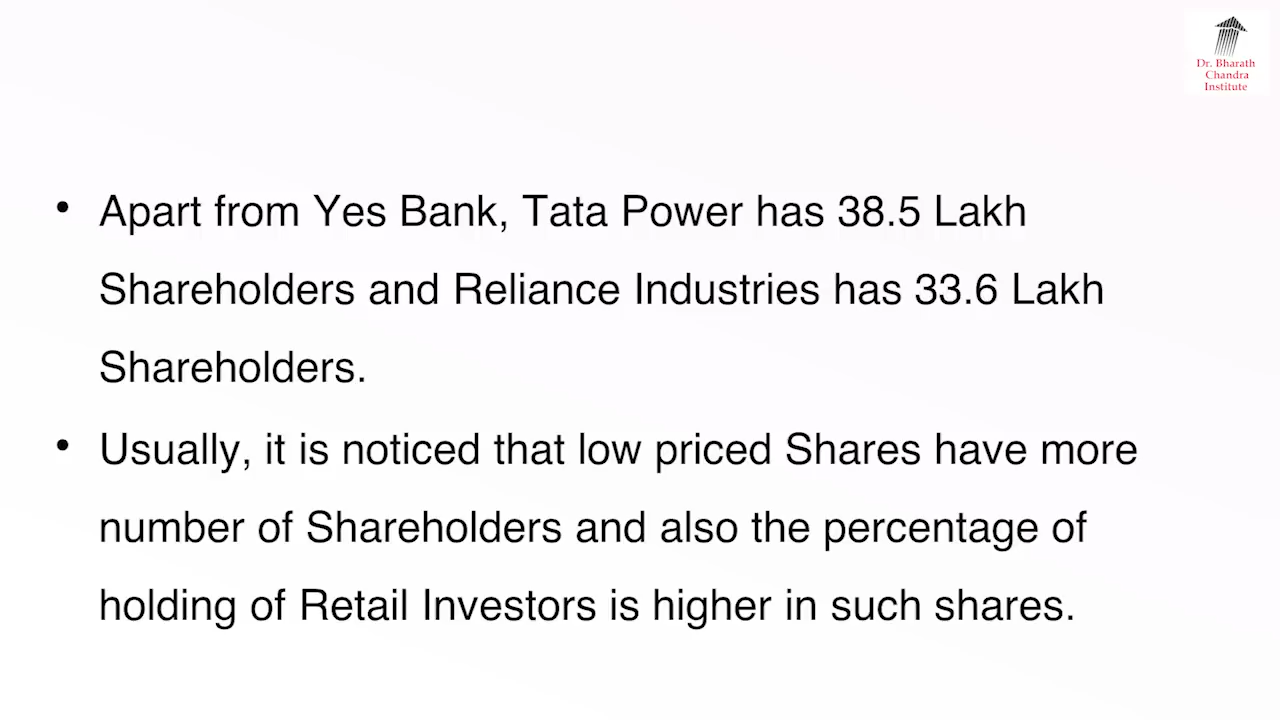 Dr. Bharath
Chandra
Institute
• Apart from Yes Bank, Tata Power has 38.5 Lakh
Shareholders and Reliance Industries has 33.6 Lakh
Shareholders.
• Usually, it is noticed that low priced Shares have more
number of Shareholders and also the percentage of
holding of Retail Investors is higher in such shares.